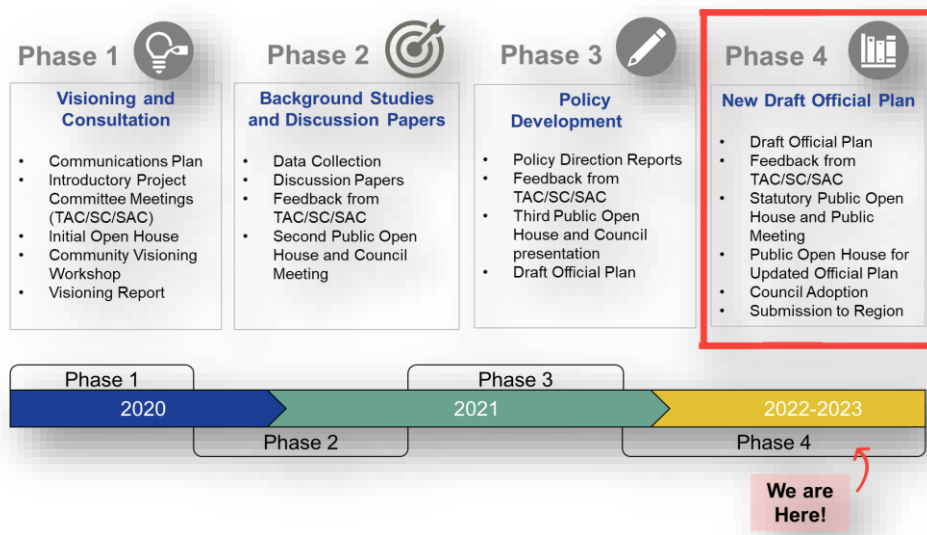 Phase 1
Visioning and
Consultation
• Communications Plan
• Introductory Project
Committee Meetings
(TAC/SC/SAC)
• Initial Open House
• Community Visioning
Workshop
• Visioning Report
Phase 2
Background Studies
and Discussion Papers
• Data Collection
• Discussion Papers
• Feedback from
TAC/SC/SAC
• Second Public Open
House and Council
Meeting
Phase 3
Policy
Development
• Policy Direction Reports
• Feedback from
TAC/SC/SAC
• Third Public Open
House and Council
presentation
• Draft Official Plan
Phase 4
New Draft Official Plan
• Draft Official Plan
• Feedback from
TAC/SC/SAC
• Statutory Public Open
House and Public
Meeting
• Public Open House for
Updated Official Plan
• Council Adoption
• Submission to Region
Phase 1
Phase 3
2020
2021
2022-2023
Phase 2
Phase 4
We are
Here!